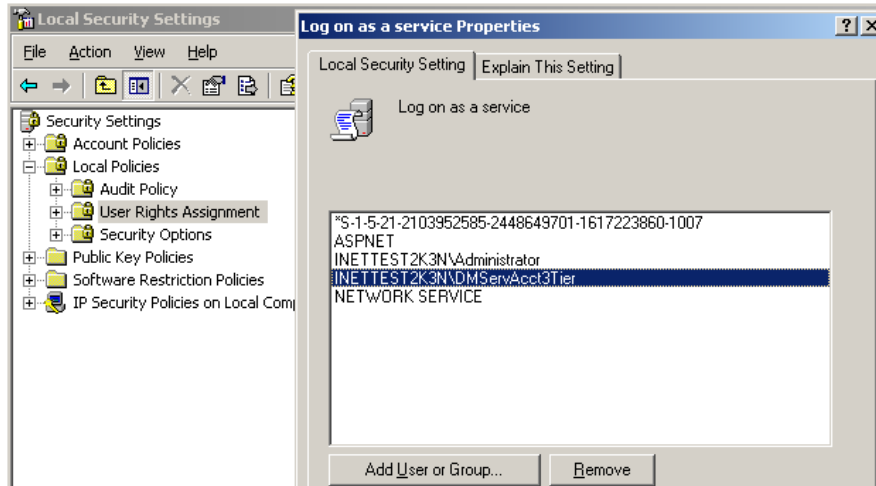 Local Security Settings
File Action View Help
Security Settings
Account Policies
Local Policies
Audit Policy
User Rights Assignment
Security Options
Public Key Policies
Software Restriction Policies
IP Security Policies on Local Com
Log on as a service Properties
Local Security Setting Explain This Setting
Log on as a service
*S-1-5-21-2103952585-2448649701-1617223860-1007
ASPNET
INETTEST2K3N\Administrator
INETTEST2K3N\DMServAcct3Tier
NETWORK SERVICE
Add User or Group... Remove